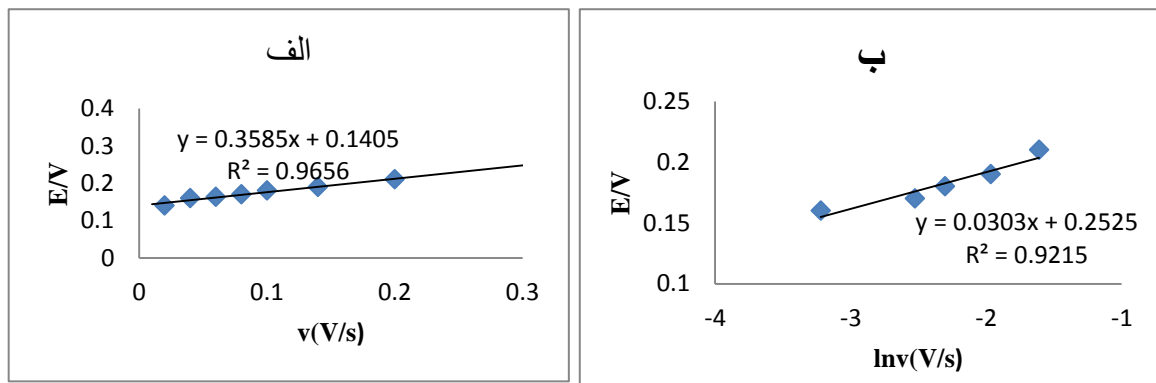 الف
0.4
0.3
0.2
0.1
0
E/V
y = 0.3585x + 0.1405
R² = 0.9656
0
0.1
0.2
0.3
v(V/s)
ب
0.25
0.2
0.15
0.1
E/V
y = 0.0303x + 0.2525
R² = 0.9215
-4
-3
-2
-1
lnv(V/s)